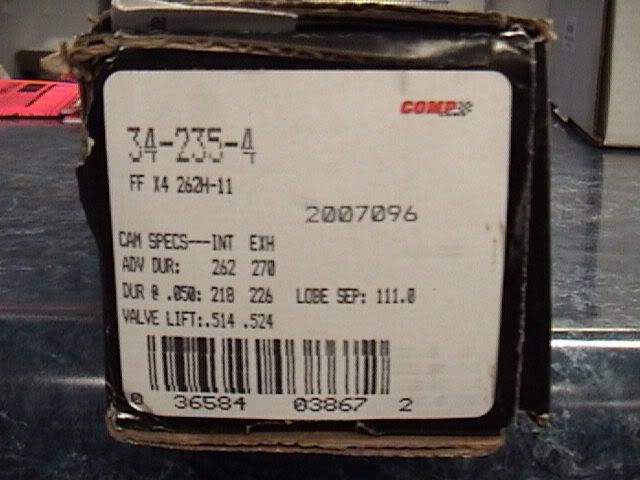 COMP
34-235-4
FF X4 262H-11
2007096
CAM SPECS---INT EXH
ADV DUR: 262 270
DUR @ .050: 218 226 LOBE SEP: 111.0
VALVE LIFT:.514 .524
0 36584 03867 2